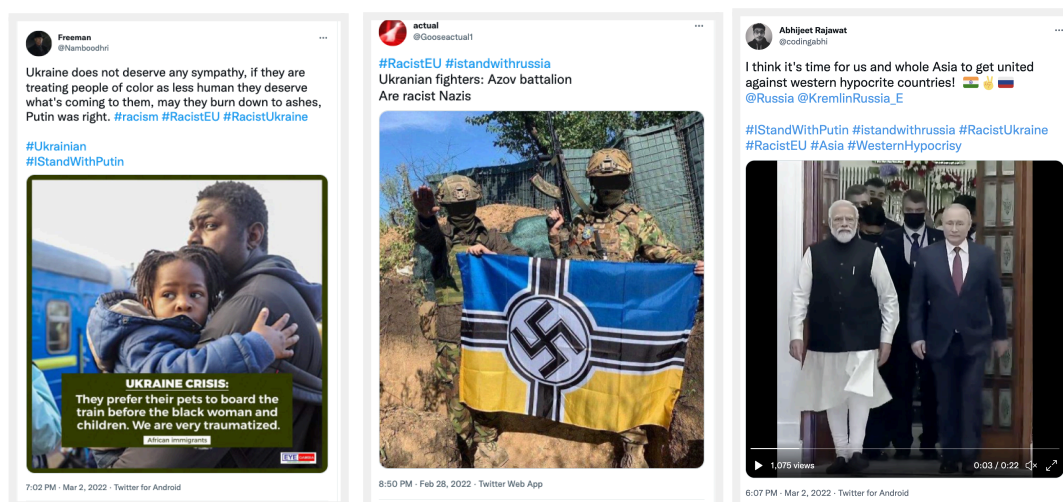 Freeman
@Namboodhri
Ukraine does not deserve any sympathy, if they are
treating people of color as less human they deserve
what's coming to them, may they burn down to ashes,
Putin was right. #racism #RacistEU #RacistUkraine
#Ukrainian
#IStandWithPutin
UKRAINE CRISIS:
They prefer their pets to board the
train before the black woman and
children. We are very traumatized.
African immigrants
EYE GAMBIA
7:02 PM · Mar 2, 2022 · Twitter for Android
actual
@Gooseactual1
#RacistEU #istandwithrussia
Ukranian fighters: Azov battalion
Are racist Nazis
8:50 PM · Feb 28, 2022 · Twitter Web App
Abhijeet Rajawat
@codingabhi
I think it's time for us and whole Asia to get united
against western hypocrite countries! 🇮🇳✌️🇷🇺
@Russia @KremlinRussia_E
#IStandWithPutin #istandwithrussia #RacistUkraine
#RacistEU #Asia #WesternHypocrisy
1,075 views
0:03 / 0:22
6:07 PM · Mar 2, 2022 · Twitter for Android